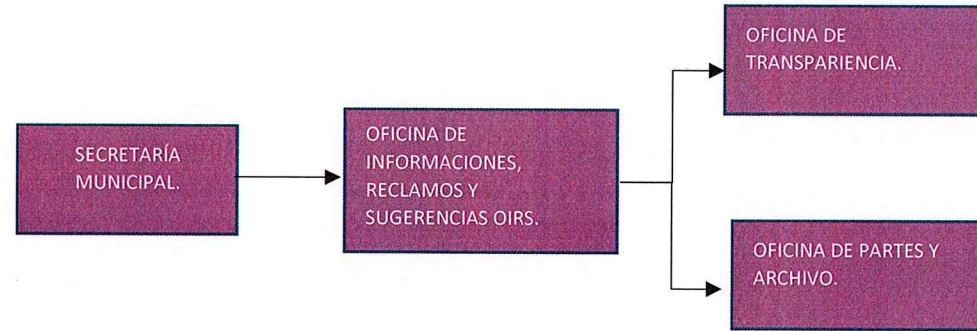 SECRETARÍA
MUNICIPAL.
OFICINA DE
INFORMACIONES,
RECLAMOS Y
SUGERENCIAS OIRS.
OFICINA DE
TRANSPARIENCIA.
OFICINA DE PARTES Y
ARCHIVO.